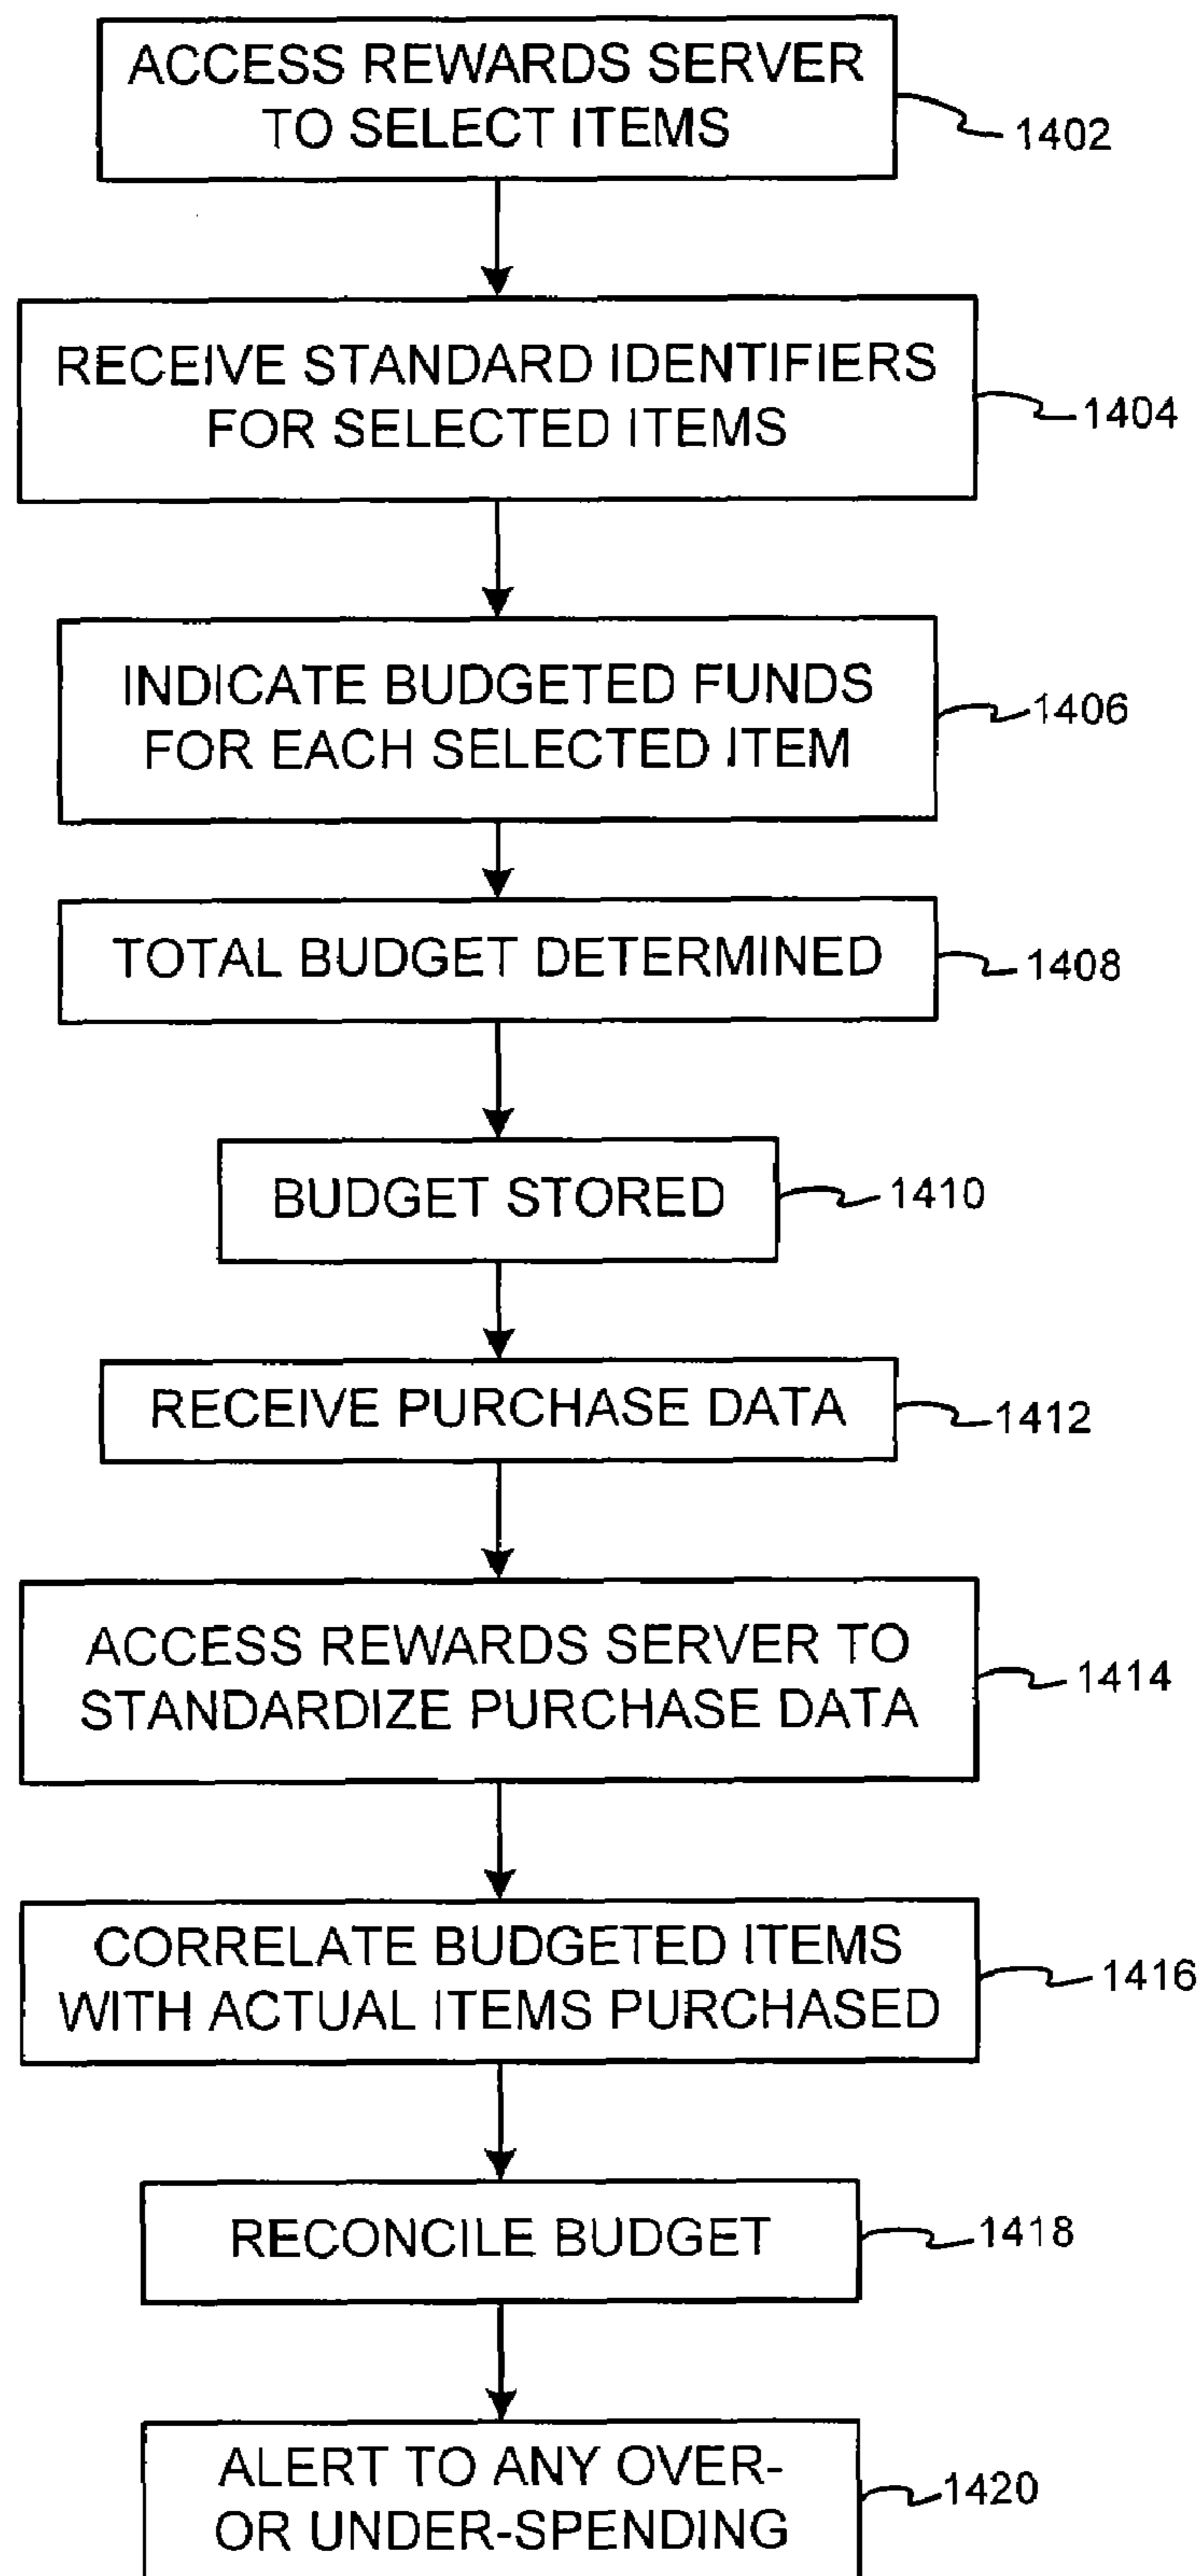 ACCESS REWARDS SERVER
TO SELECT ITEMS
1402
RECEIVE STANDARD IDENTIFIERS
FOR SELECTED ITEMS
1404
INDICATE BUDGETED FUNDS
FOR EACH SELECTED ITEM
1406
TOTAL BUDGET DETERMINED
1408
BUDGET STORED
1410
RECEIVE PURCHASE DATA
1412
ACCESS REWARDS SERVER TO
STANDARDIZE PURCHASE DATA
1414
CORRELATE BUDGETED ITEMS
WITH ACTUAL ITEMS PURCHASED
1416
RECONCILE BUDGET
1418
ALERT TO ANY OVER-
OR UNDER-SPENDING
1420